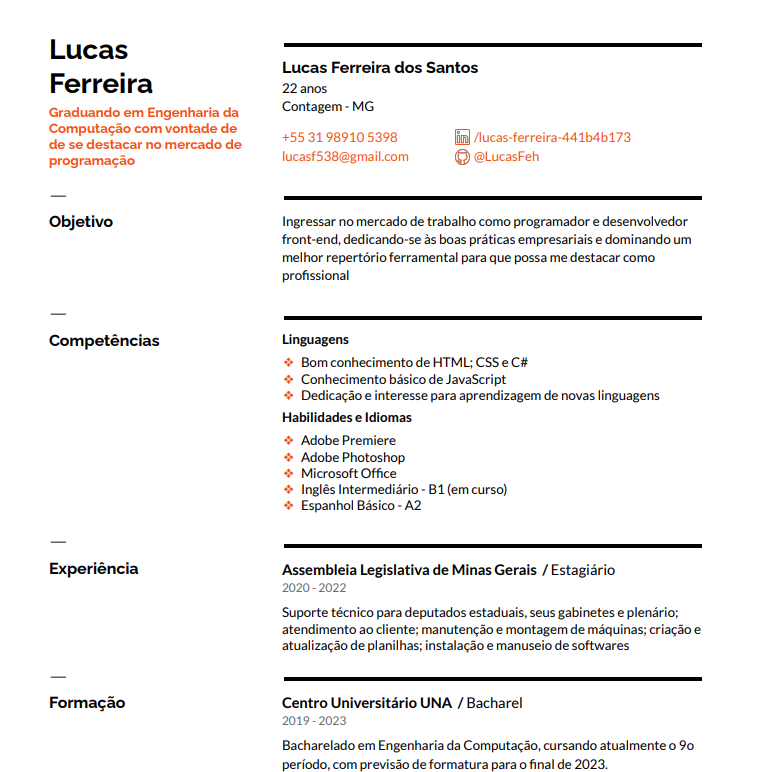 Lucas
Ferreira
Graduando em Engenharia da
Computação com vontade de
de se destacar no mercado de
programação
Lucas Ferreira dos Santos
22 anos
Contagem - MG
+55 31 98910 5398
/lucas-ferreira-441b4b173
lucasf538@gmail.com
@LucasFeh
—
Objetivo
Ingressar no mercado de trabalho como programador e desenvolvedor
front-end, dedicando-se às boas práticas empresariais e dominando um
melhor repertório ferramental para que possa me destacar como
profissional
—
Competências
Linguagens
❖ Bom conhecimento de HTML; CSS e C#
❖ Conhecimento básico de JavaScript
❖ Dedicação e interesse para aprendizagem de novas linguagens
Habilidades e Idiomas
❖ Adobe Premiere
❖ Adobe Photoshop
❖ Microsoft Office
❖ Inglês Intermediário - B1 (em curso)
❖ Espanhol Básico - A2
—
Experiência
Assembleia Legislativa de Minas Gerais / Estagiário
2020 - 2022
Suporte técnico para deputados estaduais, seus gabinetes e plenário;
atendimento ao cliente; manutenção e montagem de máquinas; criação e
atualização de planilhas; instalação e manuseio de softwares
—
Formação
Centro Universitário UNA / Bacharel
2019 - 2023
Bacharelado em Engenharia da Computação, cursando atualmente o 9o
período, com previsão de formatura para o final de 2023.